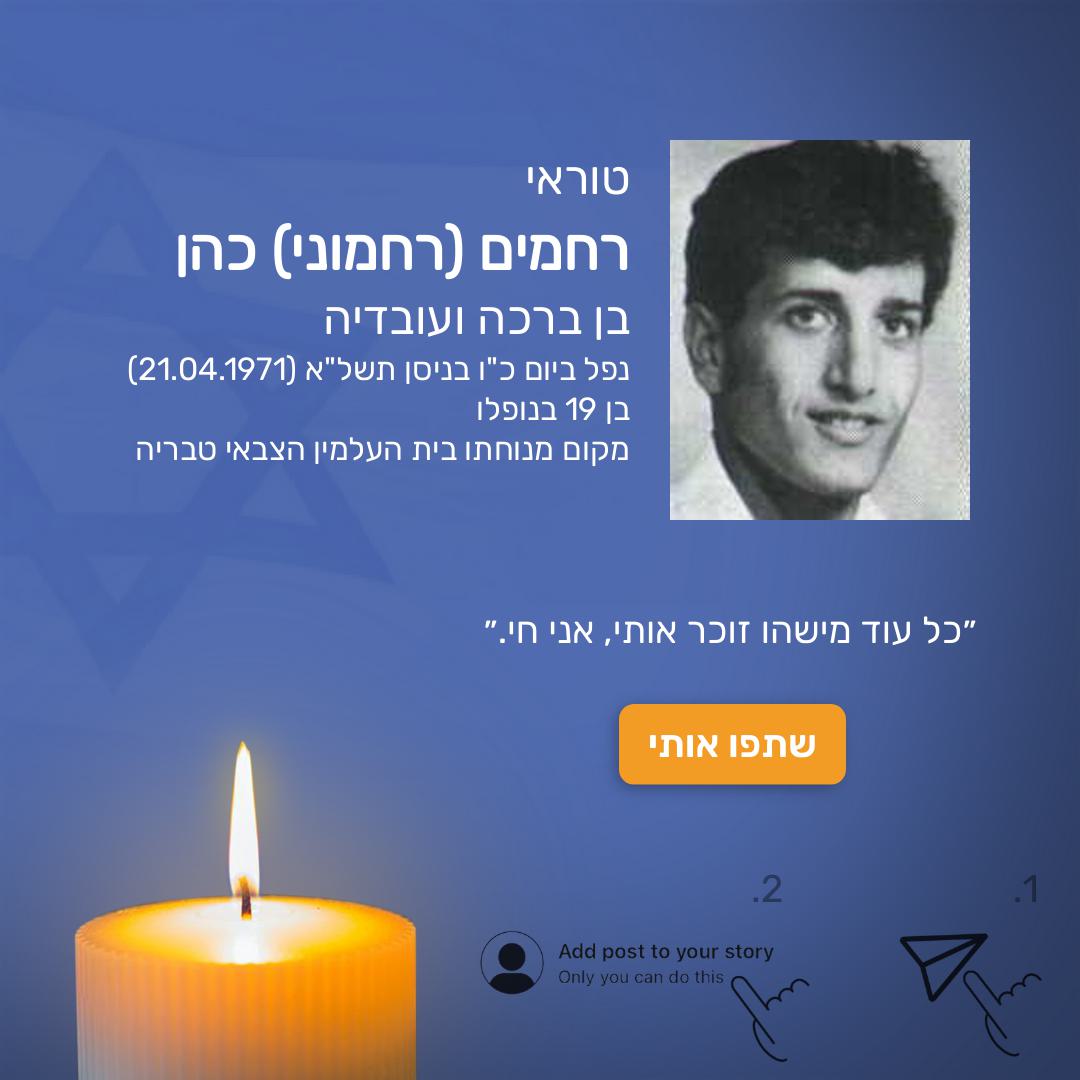 טוראי
רחמים (רחמוני) כהן
בן ברכה ועובדיה
נפל ביום כ"ו בניסן תשל"א (21.04.1971)
בן 19 בנופלו
מקום מנוחתו בית העלמין הצבאי טבריה
״כל עוד מישהו זוכר אותי, אני חי.״
שתפו אותי
1.
2.
Add post to your story
Only you can do this